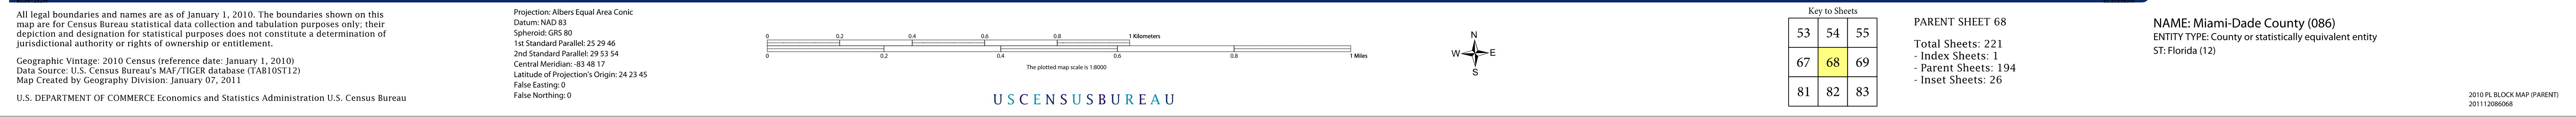 All legal boundaries and names are as of January 1, 2010. The boundaries shown on this
map are for Census Bureau statistical data collection and tabulation purposes only; their
depiction and designation for statistical purposes does not constitute a determination of
jurisdictional authority or rights of ownership or entitlement.
Geographic Vintage: 2010 Census (reference date: January 1, 2010)
Data Source: U.S. Census Bureau's MAF/TIGER database (TAB10ST12)
Map Created by Geography Division: January 07, 2011
U.S. DEPARTMENT OF COMMERCE Economics and Statistics Administration U.S. Census Bureau
Projection: Albers Equal Area Conic
Datum: NAD 83
Spheroid: GRS 80
1st Standard Parallel: 25 29 46
2nd Standard Parallel: 29 53 54
Central Meridian: -83 48 17
Latitude of Projection's Origin: 24 23 45
False Easting: 0
False Northing: 0
0 0.2 0.4 0.6 0.8 1 Kilometers
0 0.2 0.4 0.6 0.8 1 Miles
The plotted map scale is 1:8000
USCENSUSBUREAU
N
W E
S
Key to Sheets
53 54 55
67 68 69
81 82 83
PARENT SHEET 68
Total Sheets: 221
- Index Sheets: 1
- Parent Sheets: 194
- Inset Sheets: 26
NAME: Miami-Dade County (086)
ENTITY TYPE: County or statistically equivalent entity
ST: Florida (12)
2010 PL BLOCK MAP (PARENT)
201112086068